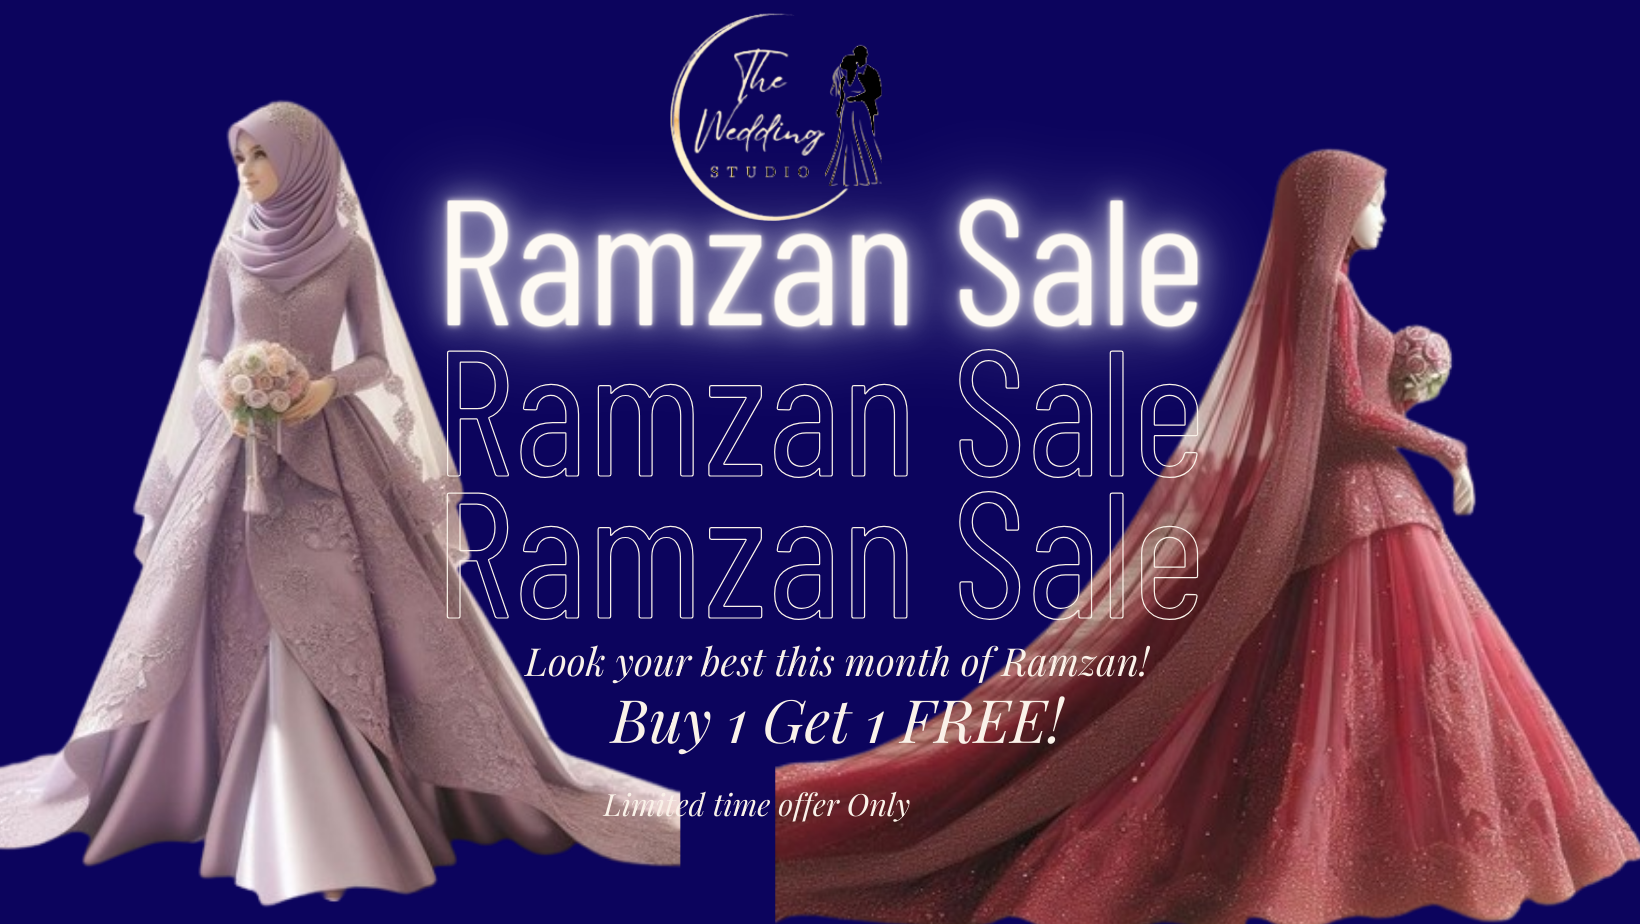 The
Wedding
STUDIO
Ramzan Sale
Ramzan Sale
Ramzan Sale
Look your best this month of Ramzan!
Buy 1 Get 1 FREE!
Limited time offer Only